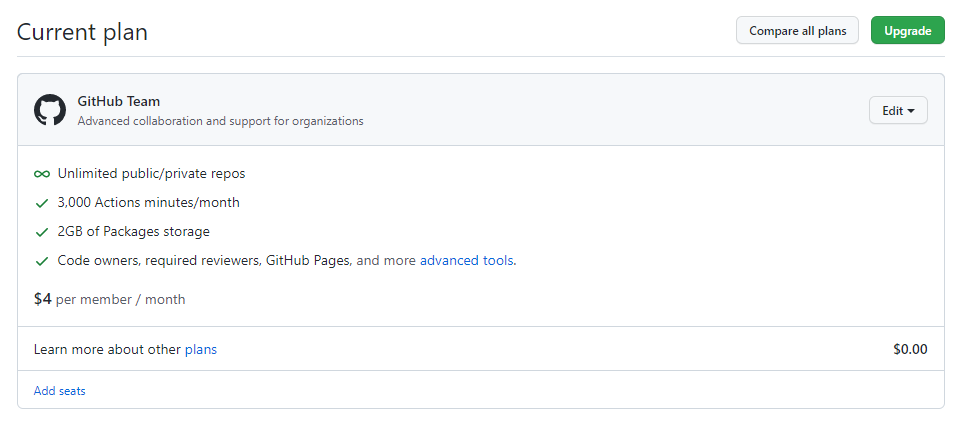 Current plan
Compare all plans
Upgrade
GitHub Team
Advanced collaboration and support for organizations
Edit
Unlimited public/private repos
3,000 Actions minutes/month
2GB of Packages storage
Code owners, required reviewers, GitHub Pages, and more advanced tools.
$4 per member / month
Learn more about other plans
$0.00
Add seats